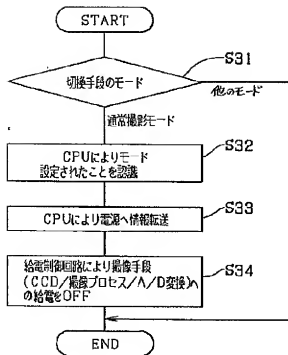 START
S31
切換手段のモード
他のモード
通常撮影モード
S32
CPUによりモード
設定されたことを認識
S33
CPUにより電源へ情報転送
S34
給電制御回路により撮像手段
(CCD/撮像プロセス/A/D変換)へ
の給電をOFF
END